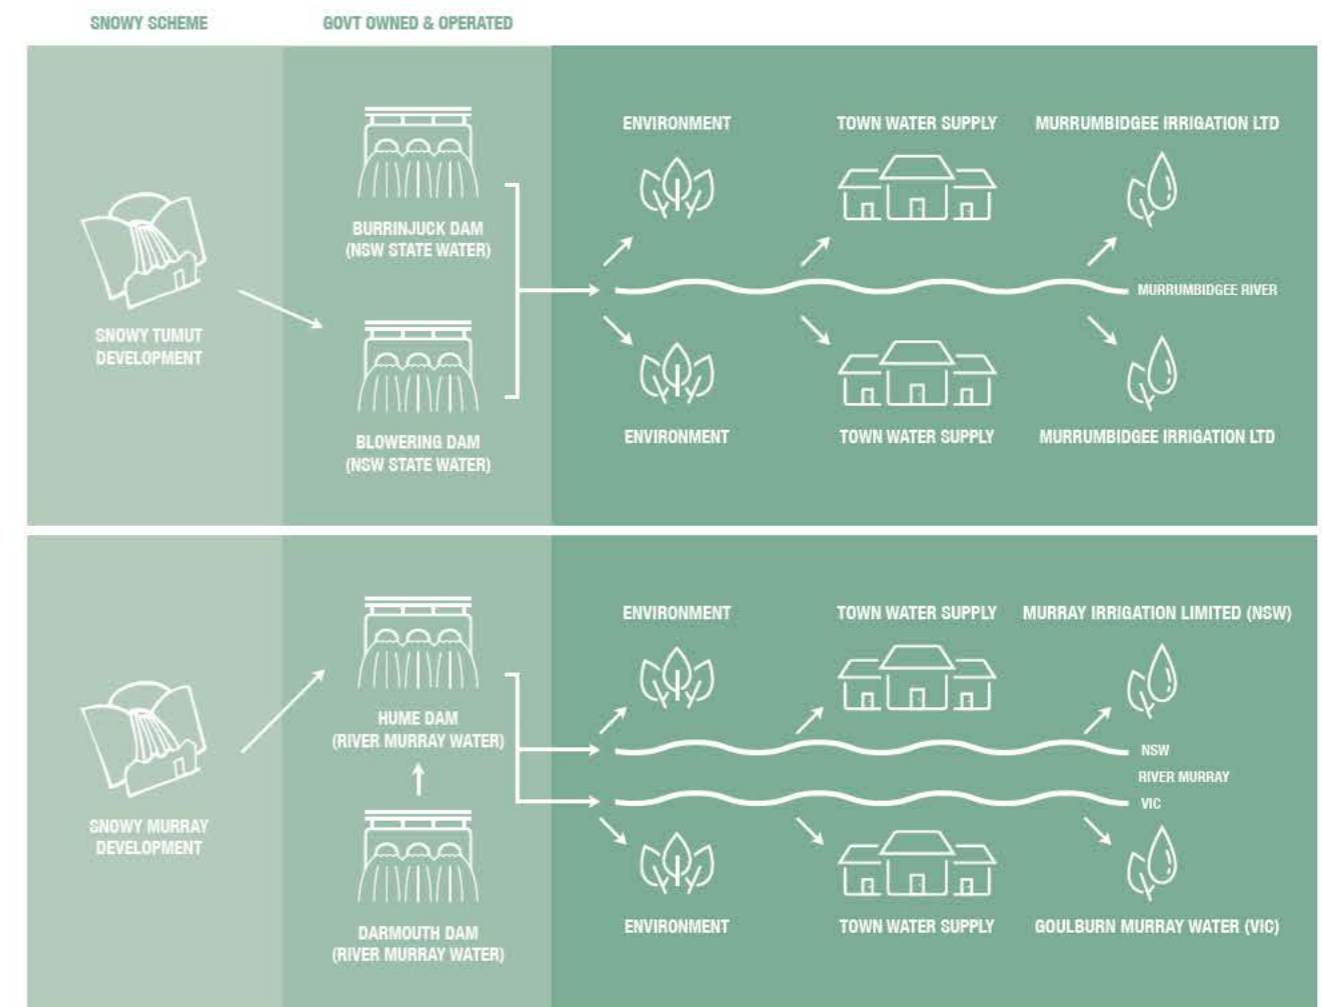 SNOWY SCHEME
GOVT OWNED & OPERATED
SNOWY TUMUT
DEVELOPMENT
BURRINJUCK DAM
(NSW STATE WATER)
BLOWERING DAM
(NSW STATE WATER)
ENVIRONMENT
TOWN WATER SUPPLY
MURRUMBIDGEE IRRIGATION LTD
MURRUMBIDGEE RIVER
ENVIRONMENT
TOWN WATER SUPPLY
MURRUMBIDGEE IRRIGATION LTD
SNOWY MURRAY
DEVELOPMENT
HUME DAM
(RIVER MURRAY WATER)
DARMOUTH DAM
(RIVER MURRAY WATER)
ENVIRONMENT
TOWN WATER SUPPLY
MURRAY IRRIGATION LIMITED (NSW)
NSW
RIVER MURRAY
VIC
ENVIRONMENT
TOWN WATER SUPPLY
GOULBURN MURRAY WATER (VIC)